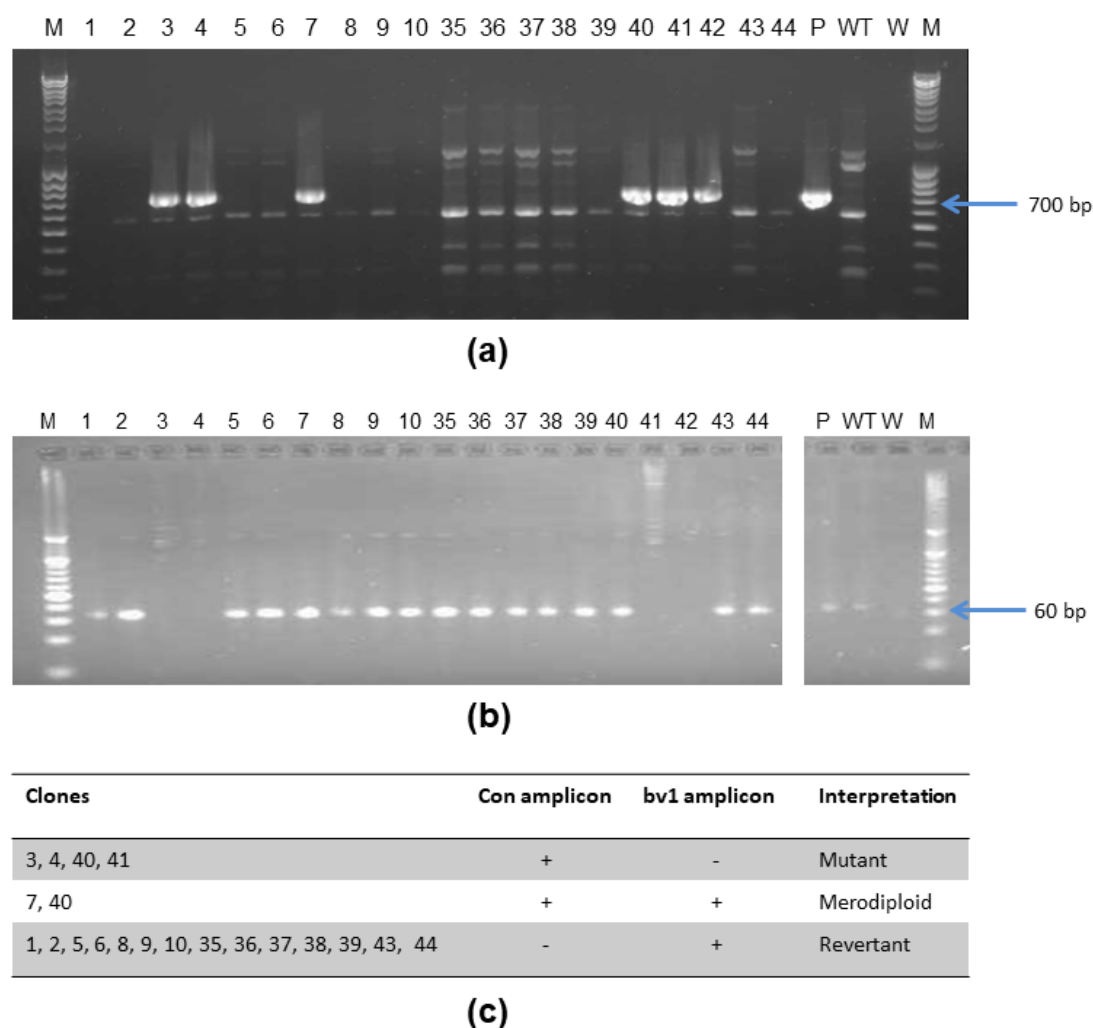 M 1 2 3 4 5 6 7 8 9 10 35 36 37 38 39 40 41 42 43 44 P WT W M
700 bp
(a)
M 1 2 3 4 5 6 7 8 9 10 35 36 37 38 39 40 41 42 43 44 P WT W M
60 bp
(b)
Clones Con amplicon bv1 amplicon Interpretation
3, 4, 40, 41 + - Mutant
7, 40 + + Merodiploid
1, 2, 5, 6, 8, 9, 10, 35, 36, 37, 38, 39, 43, 44 - + Revertant
(c)